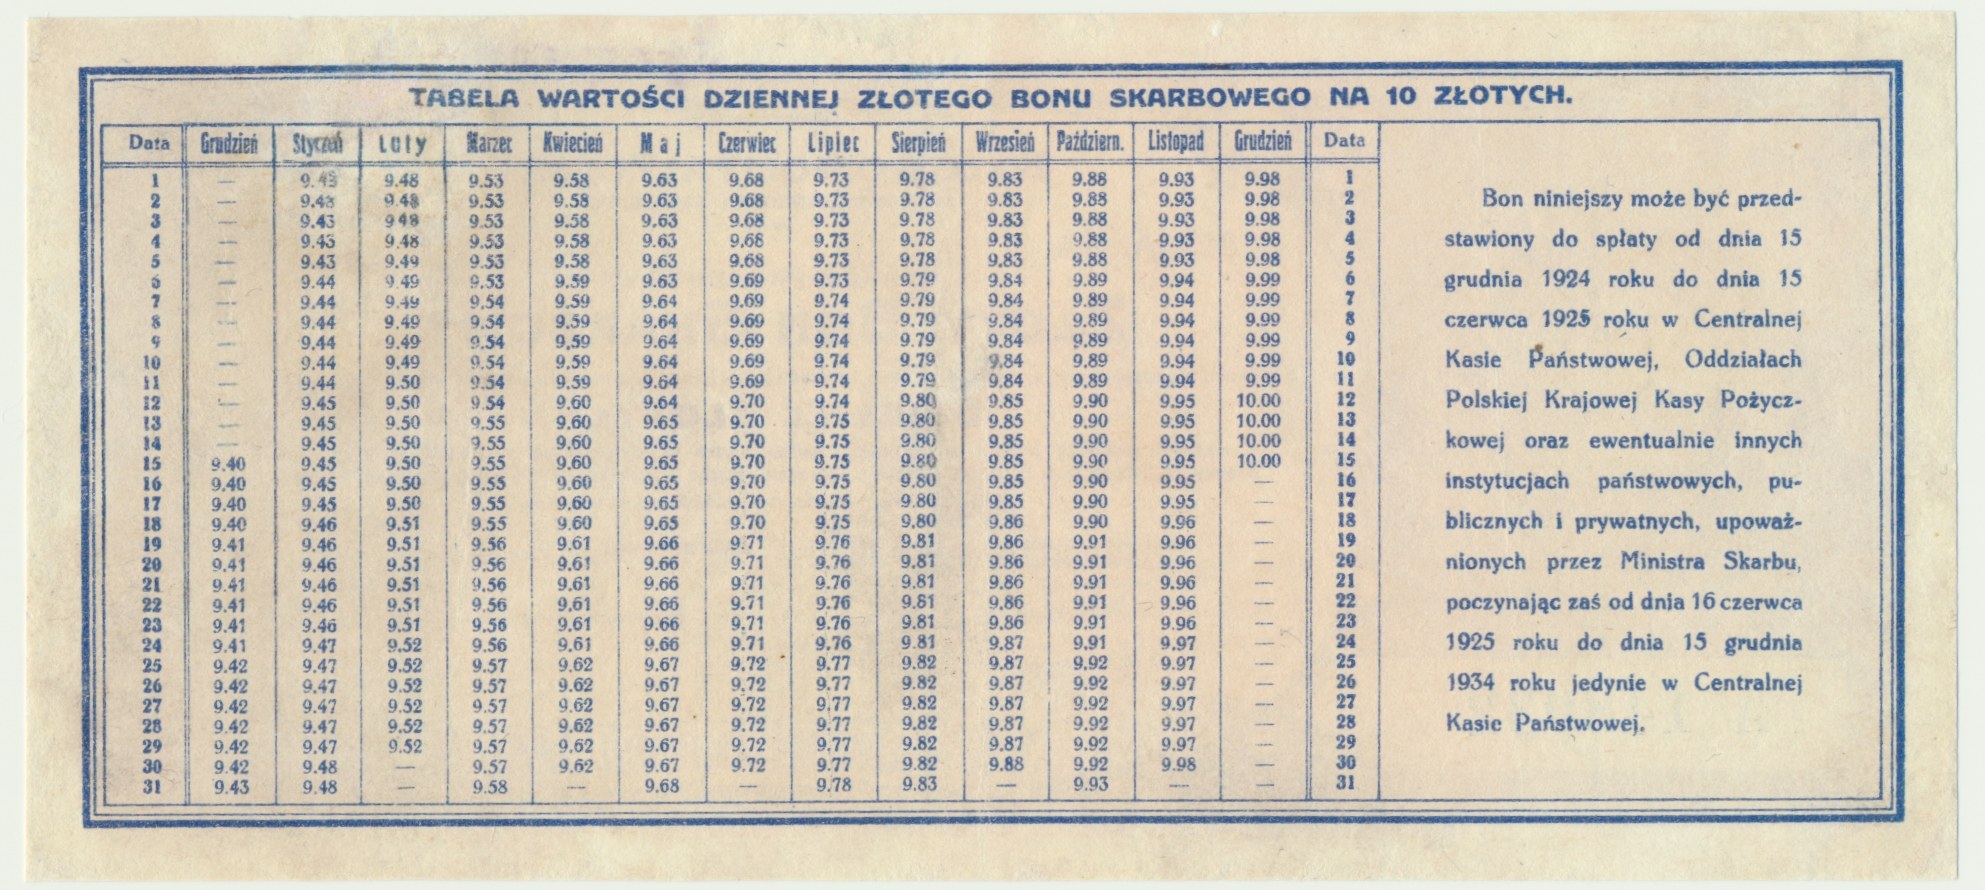 TABELA WARTOŚCI DZIENNEJ ZŁOTEGO BONU SKARBOWEGO NA 10 ZŁOTYCH.
Data Grudzień Styczeń Luty Marzec Kwiecień Maj Czerwiec Lipiec Sierpień Wrzesień Październ. Listopad Grudzień Data
1 — 9.43 9.48 9.53 9.58 9.63 9.68 9.73 9.78 9.83 9.88 9.93 9.98 1
2 — 9.43 9.48 9.53 9.58 9.63 9.68 9.73 9.78 9.83 9.88 9.93 9.98 2
3 — 9.43 9.48 9.53 9.58 9.63 9.68 9.73 9.78 9.83 9.88 9.93 9.98 3
4 — 9.43 9.48 9.53 9.58 9.63 9.68 9.73 9.78 9.83 9.88 9.93 9.98 4
5 — 9.43 9.49 9.53 9.58 9.63 9.68 9.73 9.78 9.83 9.88 9.93 9.98 5
6 — 9.44 9.49 9.53 9.59 9.63 9.69 9.73 9.79 9.84 9.89 9.94 9.99 6
7 — 9.44 9.49 9.54 9.59 9.64 9.69 9.74 9.79 9.84 9.89 9.94 9.99 7
8 — 9.44 9.49 9.54 9.59 9.64 9.69 9.74 9.79 9.84 9.89 9.94 9.99 8
9 — 9.44 9.49 9.54 9.59 9.64 9.69 9.74 9.79 9.84 9.89 9.94 9.99 9
10 — 9.44 9.49 9.54 9.59 9.64 9.69 9.74 9.79 9.84 9.89 9.94 9.99 10
11 — 9.44 9.50 9.54 9.59 9.64 9.69 9.74 9.79 9.84 9.89 9.94 9.99 11
12 — 9.45 9.50 9.54 9.60 9.64 9.70 9.74 9.80 9.85 9.90 9.95 10.00 12
13 — 9.45 9.50 9.55 9.60 9.65 9.70 9.75 9.80 9.85 9.90 9.95 10.00 13
14 — 9.45 9.50 9.55 9.60 9.65 9.70 9.75 9.80 9.85 9.90 9.95 10.00 14
15 9.40 9.45 9.50 9.55 9.60 9.65 9.70 9.75 9.80 9.85 9.90 9.95 10.00 15
16 9.40 9.45 9.50 9.55 9.60 9.65 9.70 9.75 9.80 9.85 9.90 9.95 — 16
17 9.40 9.45 9.50 9.55 9.60 9.65 9.70 9.75 9.80 9.85 9.90 9.95 — 17
18 9.40 9.46 9.51 9.55 9.60 9.65 9.70 9.75 9.80 9.86 9.90 9.96 — 18
19 9.41 9.46 9.51 9.56 9.61 9.66 9.71 9.76 9.81 9.86 9.91 9.96 — 19
20 9.41 9.46 9.51 9.56 9.61 9.66 9.71 9.76 9.81 9.86 9.91 9.96 — 20
21 9.41 9.46 9.51 9.56 9.61 9.66 9.71 9.76 9.81 9.86 9.91 9.96 — 21
22 9.41 9.46 9.51 9.56 9.61 9.66 9.71 9.76 9.81 9.86 9.91 9.96 — 22
23 9.41 9.46 9.51 9.56 9.61 9.66 9.71 9.76 9.81 9.86 9.91 9.96 — 23
24 9.41 9.47 9.52 9.56 9.61 9.66 9.71 9.76 9.81 9.87 9.91 9.97 — 24
25 9.42 9.47 9.52 9.57 9.62 9.67 9.72 9.77 9.82 9.87 9.92 9.97 — 25
26 9.42 9.47 9.52 9.57 9.62 9.67 9.72 9.77 9.82 9.87 9.92 9.97 — 26
27 9.42 9.47 9.52 9.57 9.62 9.67 9.72 9.77 9.82 9.87 9.92 9.97 — 27
28 9.42 9.47 9.52 9.57 9.62 9.67 9.72 9.77 9.82 9.87 9.92 9.97 — 28
29 9.42 9.47 9.52 9.57 9.62 9.67 9.72 9.77 9.82 9.87 9.92 9.97 — 29
30 9.42 9.48 — 9.57 9.62 9.67 9.72 9.77 9.82 9.88 9.92 9.98 — 30
31 9.43 9.48 — 9.58 — 9.68 — 9.78 9.83 — 9.93 — — 31
Bon niniejszy może być przed-
stawiony do spłaty od dnia 15
grudnia 1924 roku do dnia 15
czerwca 1925 roku w Centralnej
Kasie Państwowej, Oddziałach
Polskiej Krajowej Kasy Pożycz-
kowej oraz ewentualnie innych
instytucjach państwowych, pu-
blicznych i prywatnych, upoważ-
nionych przez Ministra Skarbu,
poczynając zaś od dnia 16 czerwca
1925 roku do dnia 15 grudnia
1934 roku jedynie w Centralnej
Kasie Państwowej.